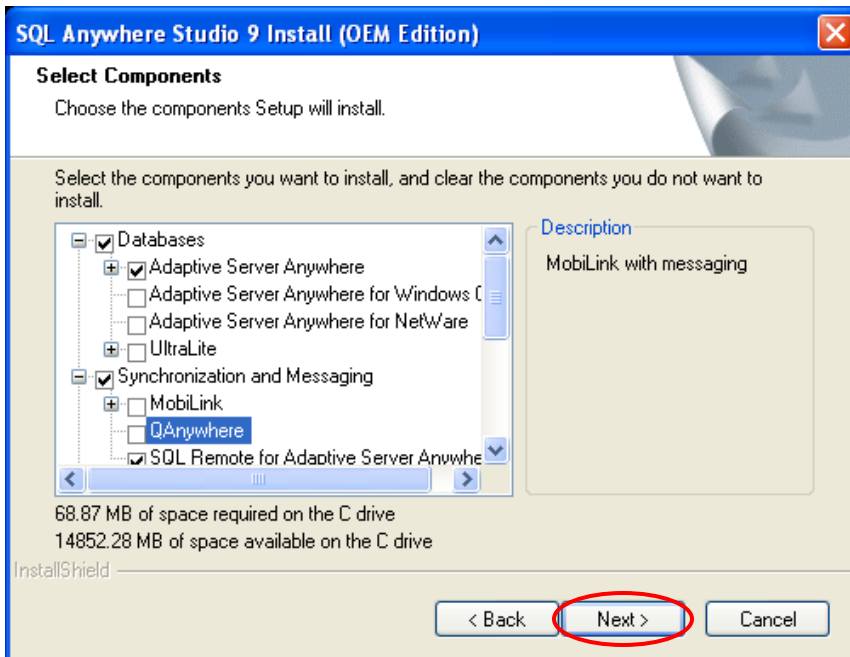 SQL Anywhere Studio 9 Install (OEM Edition)
Select Components
Choose the components Setup will install.
Select the components you want to install, and clear the components you do not want to
install.
Databases
Adaptive Server Anywhere
Adaptive Server Anywhere for Windows
Adaptive Server Anywhere for NetWare
UltraLite
Synchronization and Messaging
MobiLink
QAnywhere
SQL Remote for Adaptive Server Anywhe
Description
MobiLink with messaging
68.87 MB of space required on the C drive
14852.28 MB of space available on the C drive
InstallShield
< Back
Next >
Cancel